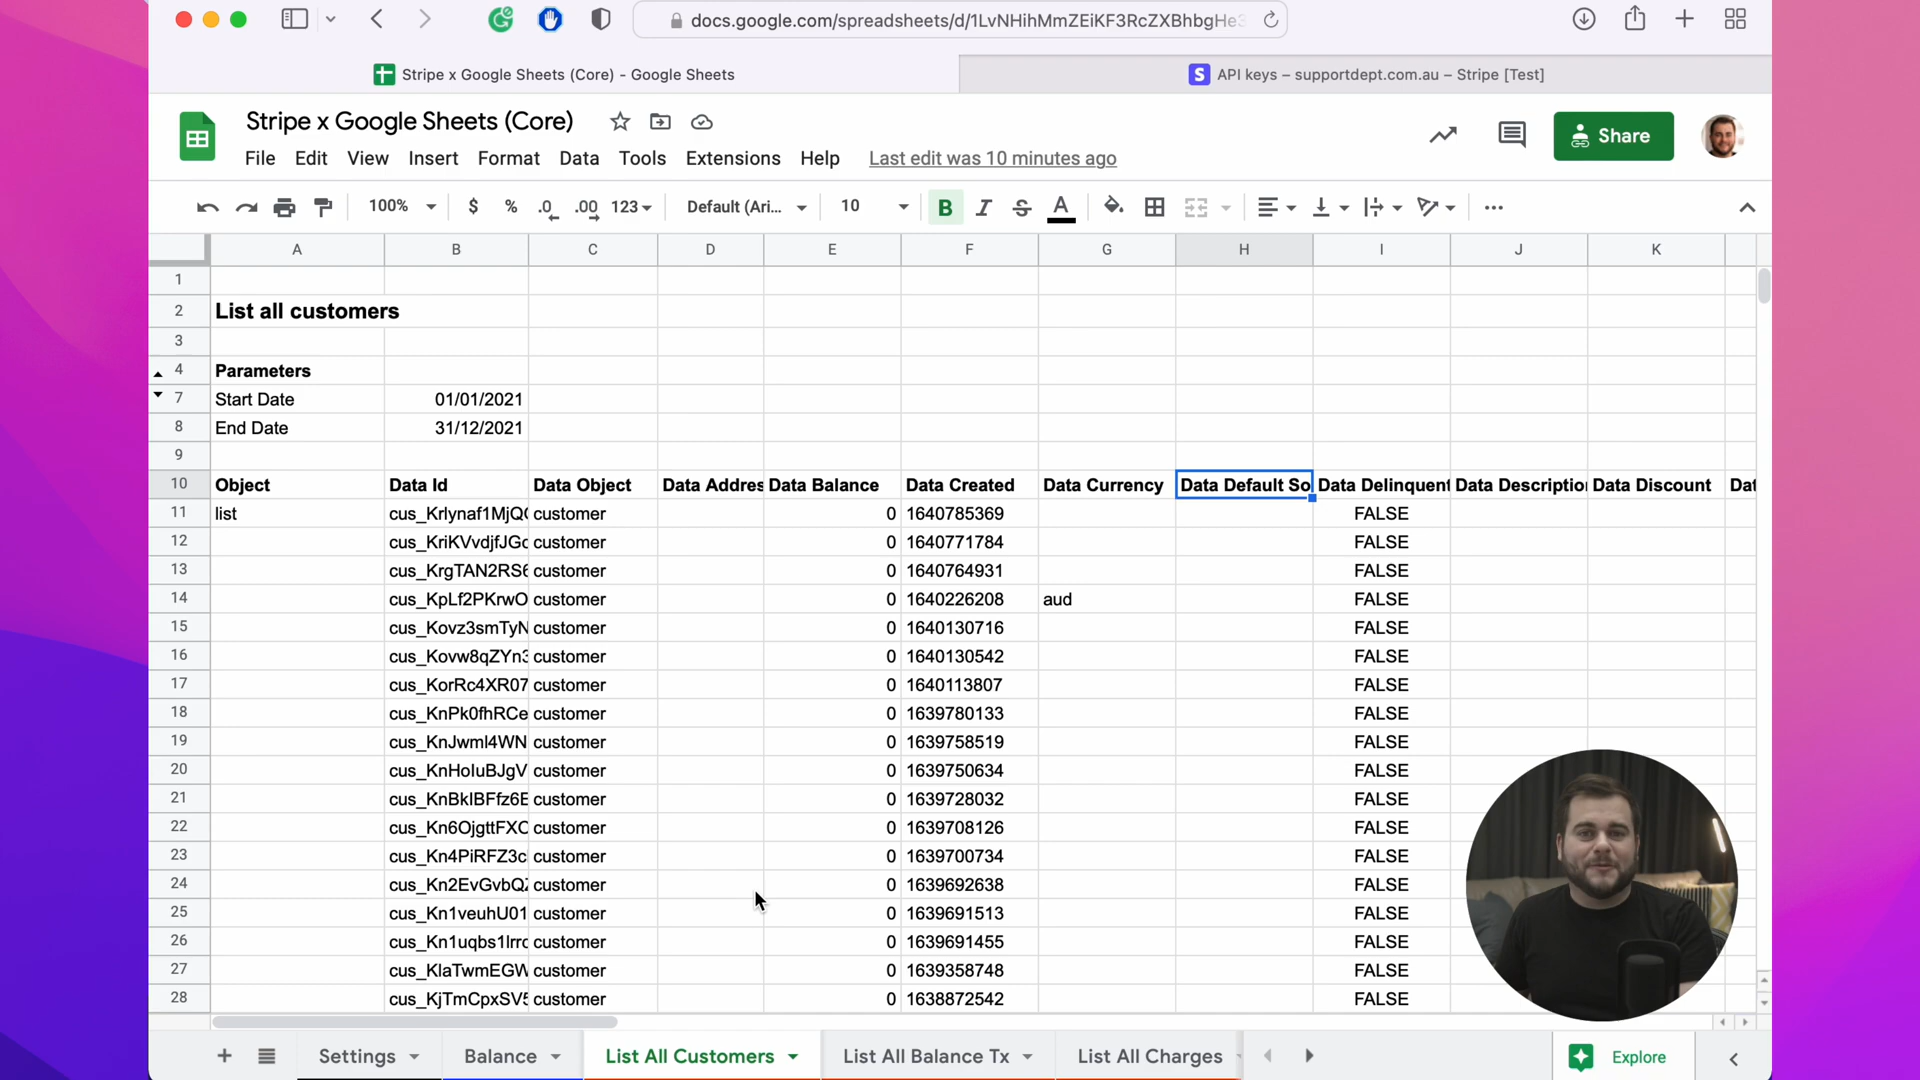 docs.google.com/spreadsheets/d/1LvNHihMmZEiKF3RcZXBhbgHe3
Stripe x Google Sheets (Core) - Google Sheets
S API keys – supportdept.com.au – Stripe [Test]
Stripe x Google Sheets (Core)
File Edit View Insert Format Data Tools Extensions Help Last edit was 10 minutes ago
Share
100% $ % .0 .00 123 Default (Ari... 10 B I S A
A B C D E F G H I J K
1
2 List all customers
3
4 Parameters
7 Start Date 01/01/2021
8 End Date 31/12/2021
9
10 Object Data Id Data Object Data Addres Data Balance Data Created Data Currency Data Default So Data Delinquent Data Description Data Discount Dat
11 list cus_Krlynaf1MjQ customer 0 1640785369 FALSE
12 cus_KriKVvdjfJGc customer 0 1640771784 FALSE
13 cus_KrgTAN2RS6 customer 0 1640764931 FALSE
14 cus_KpLf2PKrwO customer 0 1640226208 aud FALSE
15 cus_Kovz3smTyN customer 0 1640130716 FALSE
16 cus_Kovw8qZYn3 customer 0 1640130542 FALSE
17 cus_KorRc4XR07 customer 0 1640113807 FALSE
18 cus_KnPk0fhRCe customer 0 1639780133 FALSE
19 cus_KnJwml4WN customer 0 1639758519 FALSE
20 cus_KnHoluBJgV customer 0 1639750634 FALSE
21 cus_KnBkIBFfz6E customer 0 1639728032 FALSE
22 cus_Kn6OjgttFXC customer 0 1639708126 FALSE
23 cus_Kn4PiRFZ3c customer 0 1639700734 FALSE
24 cus_Kn2EvGvbQZ customer 0 1639692638 FALSE
25 cus_Kn1veuhU01 customer 0 1639691513 FALSE
26 cus_Kn1uqbs1lrrc customer 0 1639691455 FALSE
27 cus_KlaTwmEGW customer 0 1639358748 FALSE
28 cus_KjTmCpxSV5 customer 0 1638872542 FALSE
Settings Balance List All Customers List All Balance Tx List All Charges Explore